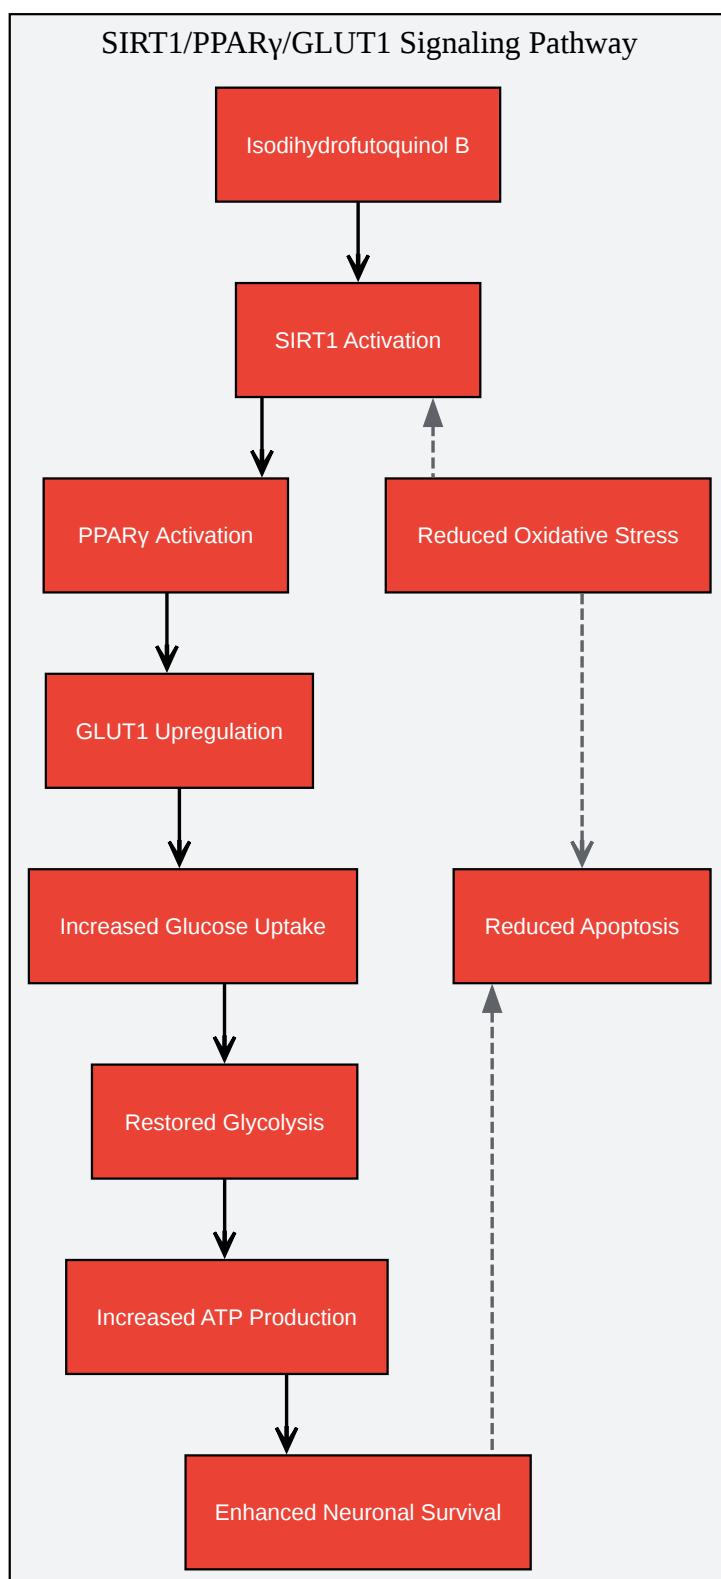 SIRT1/PPARγ/GLUT1 Signaling Pathway
Isodihydrofutoquinol B
SIRT1 Activation
PPARγ Activation
Reduced Oxidative Stress
GLUT1 Upregulation
Increased Glucose Uptake
Reduced Apoptosis
Restored Glycolysis
Increased ATP Production
Enhanced Neuronal Survival